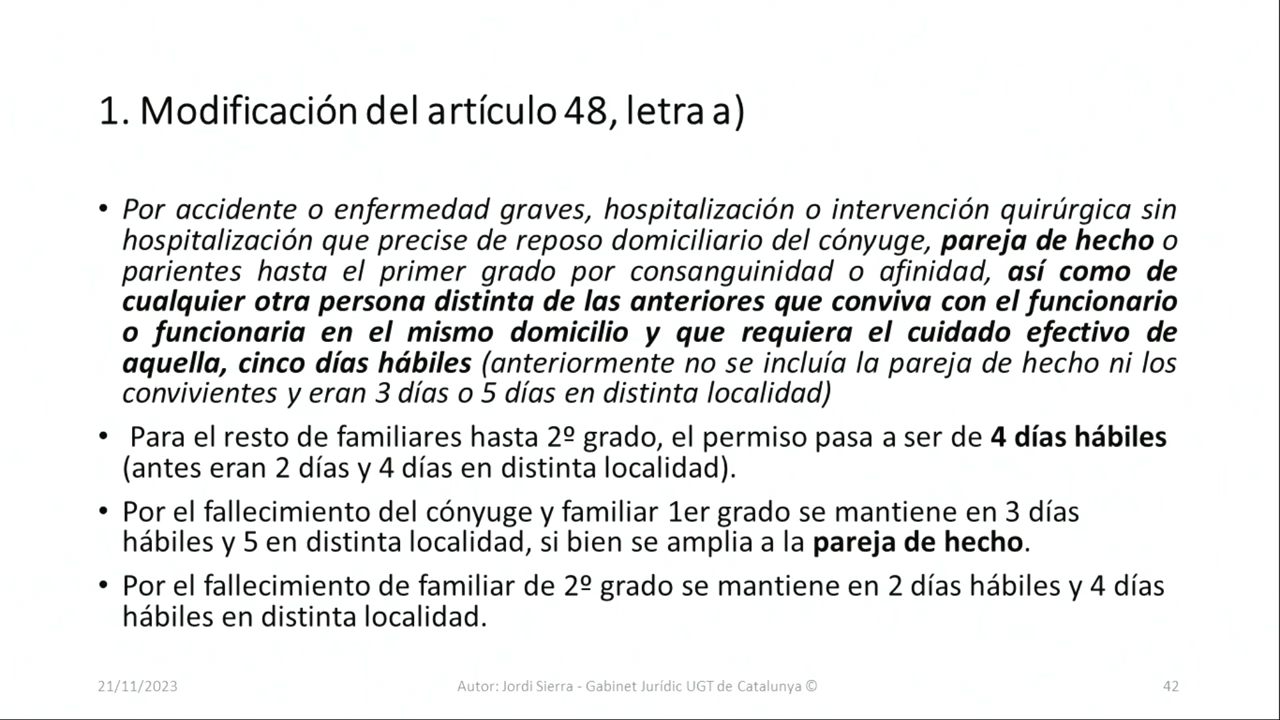 1. Modificación del artículo 48, letra a)
• Por accidente o enfermedad graves, hospitalización o intervención quirúrgica sin
hospitalización que precise de reposo domiciliario del cónyuge, pareja de hecho o
parientes hasta el primer grado por consanguinidad o afinidad, así como de
cualquier otra persona distinta de las anteriores que conviva con el funcionario
o funcionaria en el mismo domicilio y que requiera el cuidado efectivo de
aquella, cinco días hábiles (anteriormente no se incluía la pareja de hecho ni los
convivientes y eran 3 días o 5 días en distinta localidad)
• Para el resto de familiares hasta 2º grado, el permiso pasa a ser de 4 días hábiles
(antes eran 2 días y 4 días en distinta localidad).
• Por el fallecimiento del cónyuge y familiar 1er grado se mantiene en 3 días
hábiles y 5 en distinta localidad, si bien se amplia a la pareja de hecho.
• Por el fallecimiento de familiar de 2º grado se mantiene en 2 días hábiles y 4 días
hábiles en distinta localidad.
21/11/2023
Autor: Jordi Sierra - Gabinet Jurídic UGT de Catalunya ©
42